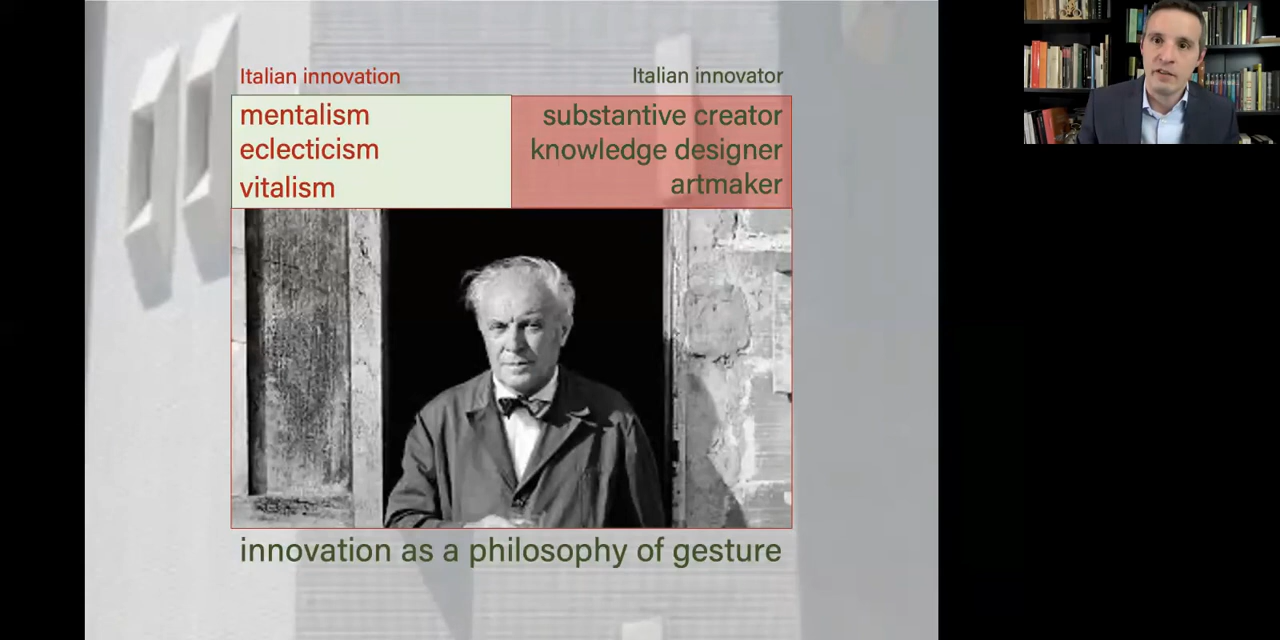 Italian innovation
Italian innovator
mentalism
eclecticism
vitalism
substantive creator
knowledge designer
artmaker
innovation as a philosophy of gesture